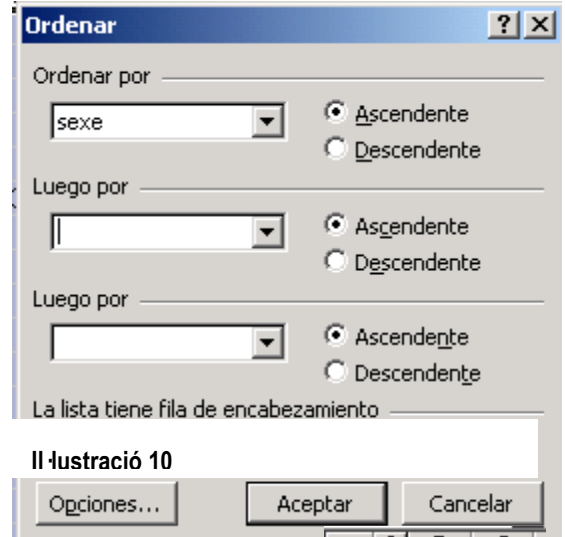 Ordenar
Ordenar por
sexe
Ascendente
Descendente
Luego por
Ascendente
Descendente
Luego por
Ascendente
Descendente
La lista tiene fila de encabezamiento
Il·lustració 10
Opciones... Aceptar Cancelar